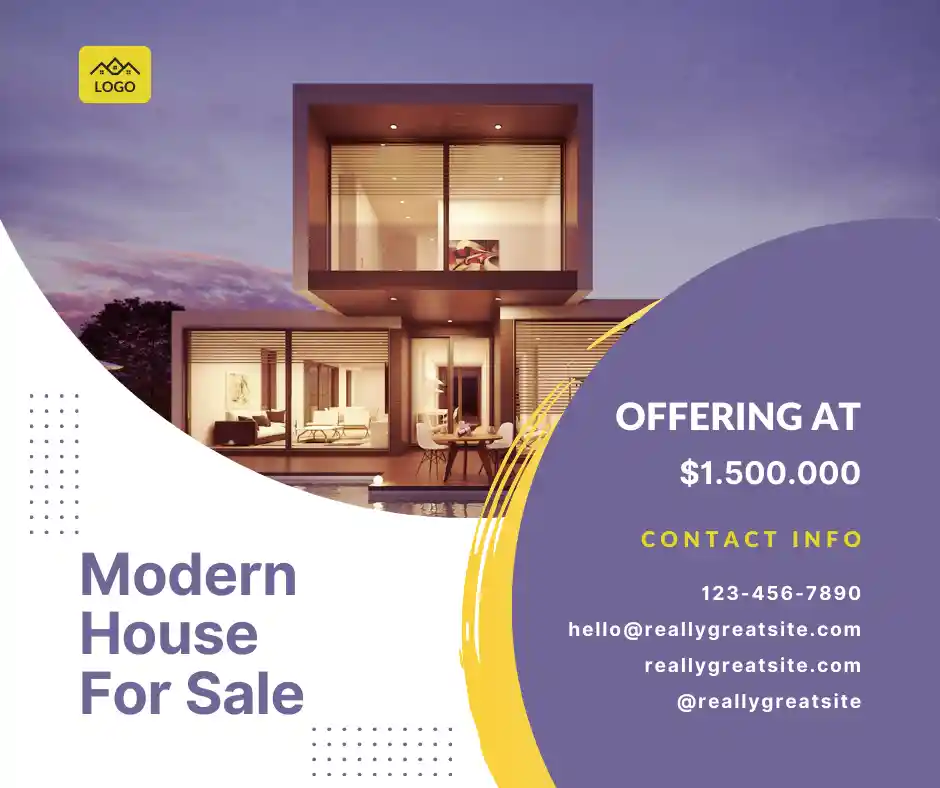 LOGO
OFFERING AT
$1.500.000
CONTACT INFO
123-456-7890
hello@reallygreatsite.com
reallygreatsite.com
@reallygreatsite
Modern
House
For Sale